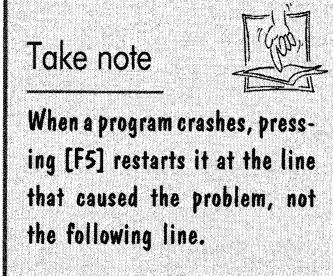 Take note
When a program crashes, press-
ing [F5] restarts it at the line
that caused the problem, not
the following line.